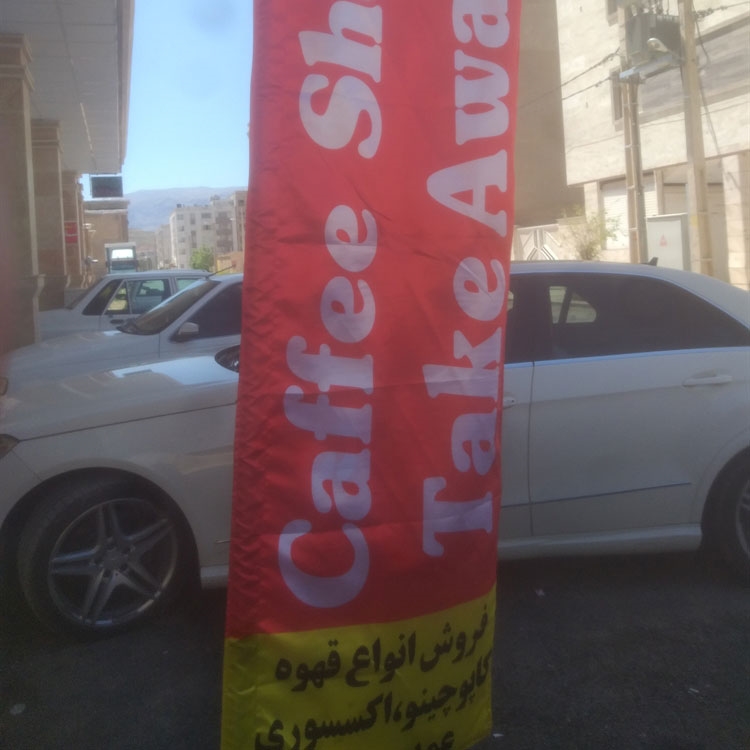 Caffee Sh
Take Awa
فروش انواع قهوه
کاپوچینو،اکسسوری